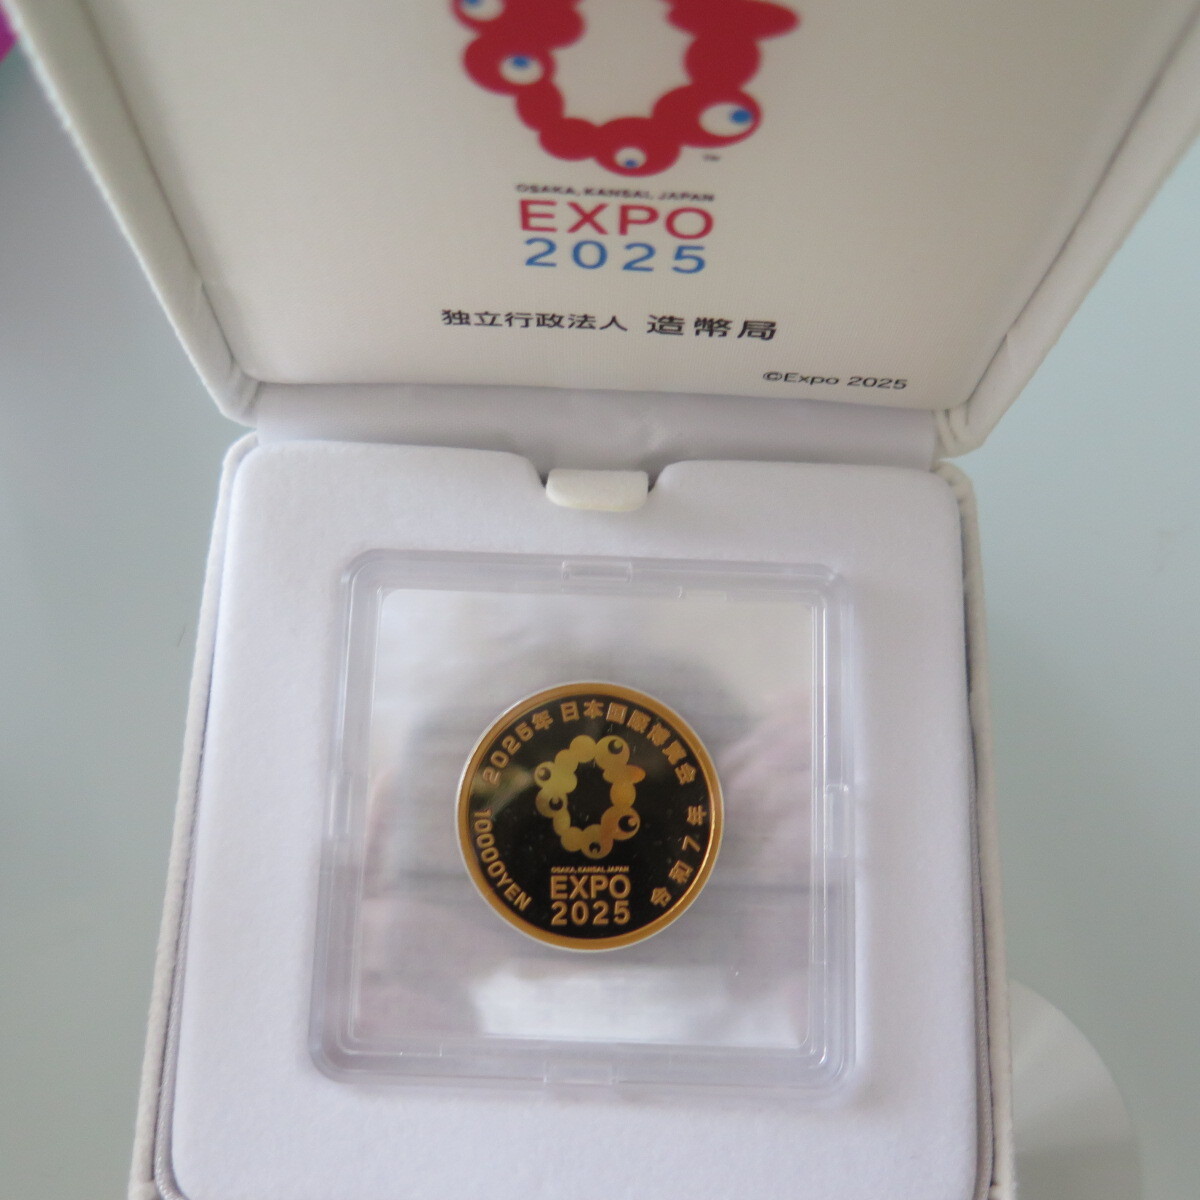 ™
OSAKA, KANSAI, JAPAN
EXPO
2025
独立行政法人 造幣局
©Expo 2025
2025年 日本国際博覧会
10000YEN
令和7年
OSAKA, KANSAI, JAPAN
EXPO
2025